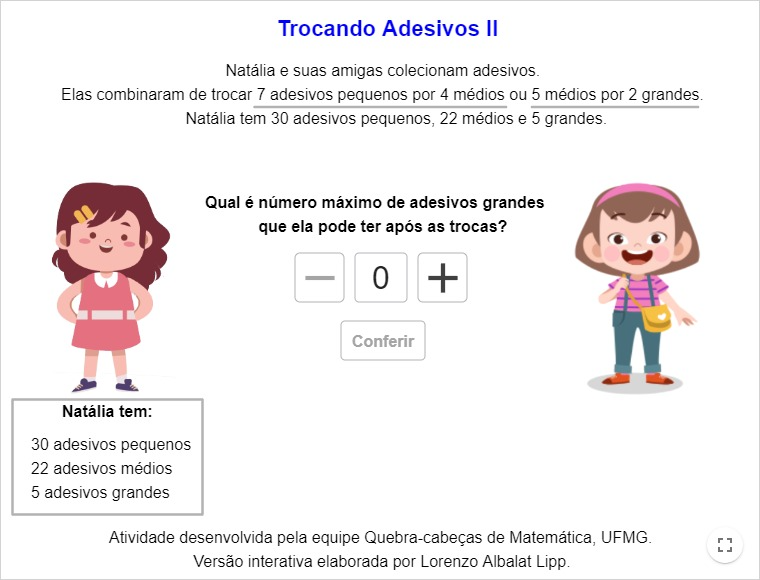 Trocando Adesivos II
Natália e suas amigas colecionam adesivos.
Elas combinaram de trocar 7 adesivos pequenos por 4 médios ou 5 médios por 2 grandes.
Natália tem 30 adesivos pequenos, 22 médios e 5 grandes.
Qual é número máximo de adesivos grandes
que ela pode ter após as trocas?
− 0 +
Conferir
Natália tem:
30 adesivos pequenos
22 adesivos médios
5 adesivos grandes
Atividade desenvolvida pela equipe Quebra-cabeças de Matemática, UFMG.
Versão interativa elaborada por Lorenzo Albalat Lipp.